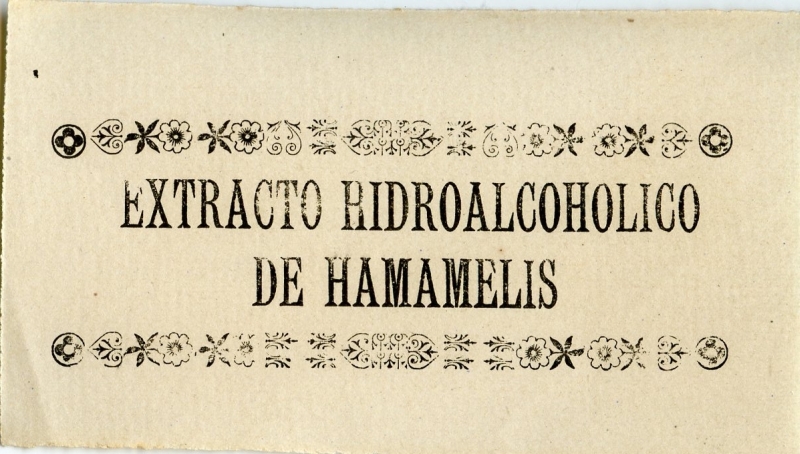 EXTRACTO HIDROALCOHOLICO
DE HAMAMELIS